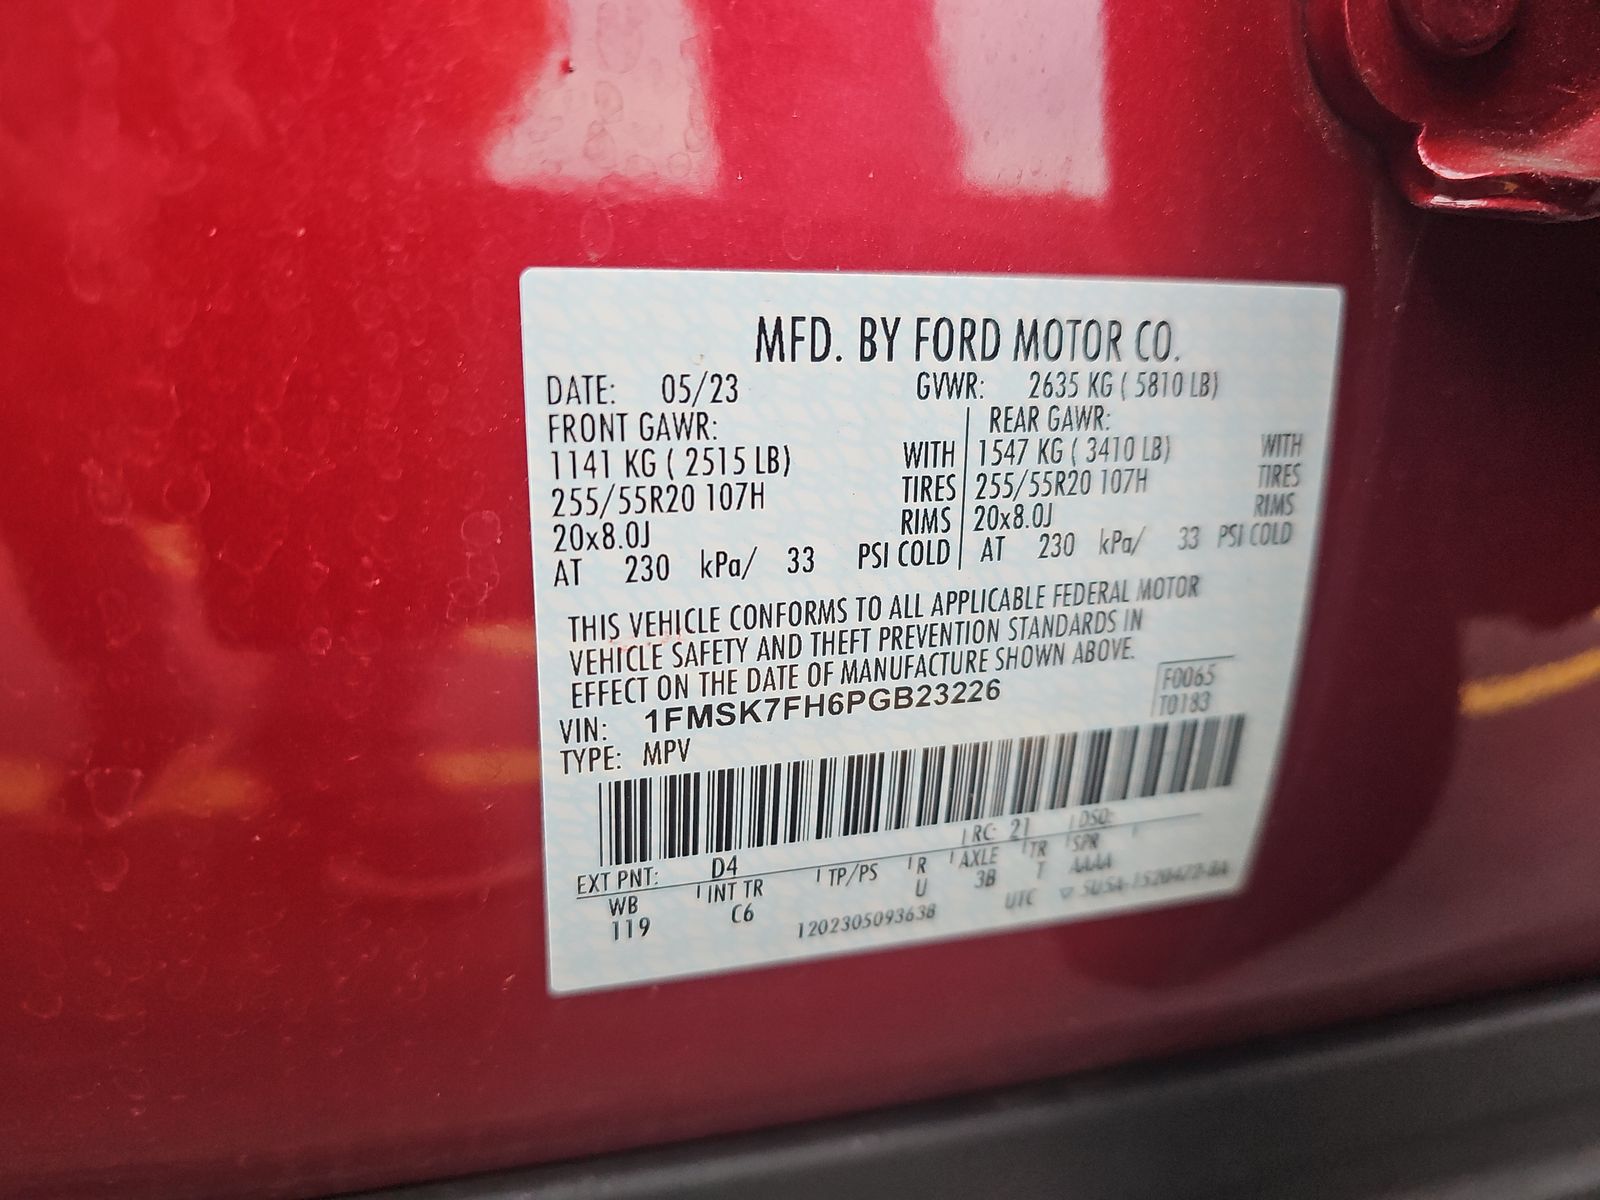 MFD. BY FORD MOTOR CO.
DATE: 05/23 GVWR: 2635 KG ( 5810 LB)
FRONT GAWR: REAR GAWR:
1141 KG ( 2515 LB) WITH 1547 KG ( 3410 LB) WITH
255/55R20 107H TIRES 255/55R20 107H TIRES
20x8.0J RIMS 20x8.0J RIMS
AT 230 kPa/ 33 PSI COLD AT 230 kPa/ 33 PSI COLD
THIS VEHICLE CONFORMS TO ALL APPLICABLE FEDERAL MOTOR
VEHICLE SAFETY AND THEFT PREVENTION STANDARDS IN
EFFECT ON THE DATE OF MANUFACTURE SHOWN ABOVE.
F0065
T0183
VIN: 1FMSK7FH6PGB23226
TYPE: MPV
EXT PNT: D4 RC: 21 DSO:
WB INT TR TP/PS R AXLE TR SPR
119 C6 U 3B T AAAA
1202305093638 UTC